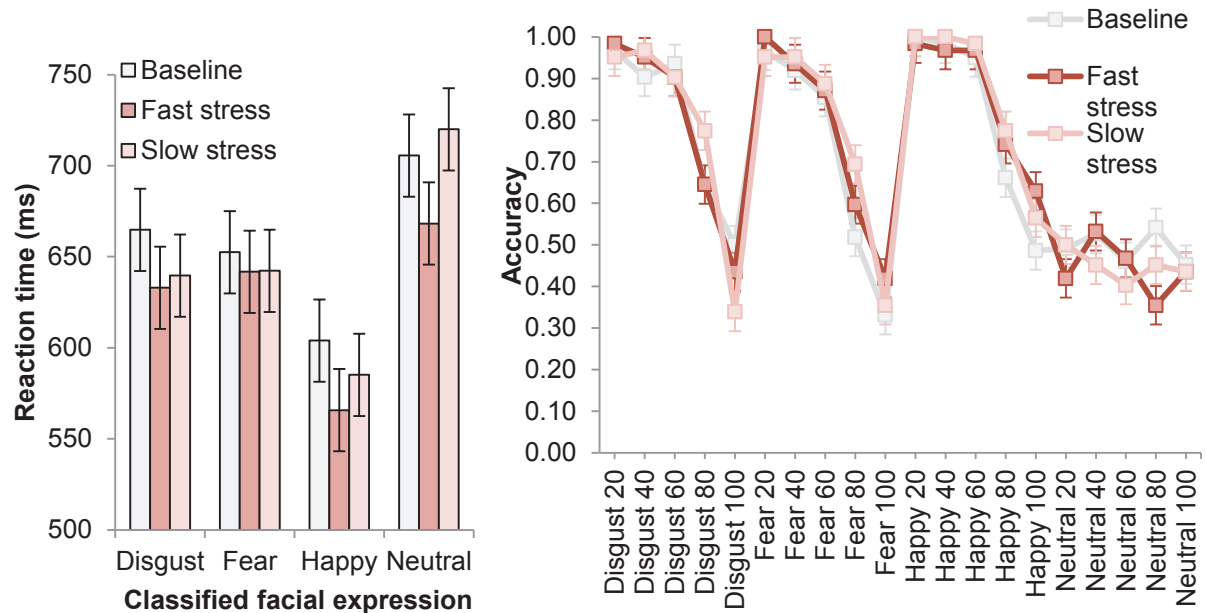 Reaction time (ms)
750
700
650
600
550
500
Baseline
Fast stress
Slow stress
Disgust Fear Happy Neutral
Classified facial expression
Accuracy
1.00
0.90
0.80
0.70
0.60
0.50
0.40
0.30
0.20
0.10
0.00
Baseline
Fast
stress
Slow
stress
Disgust 20
Disgust 40
Disgust 60
Disgust 80
Disgust 100
Fear 20
Fear 40
Fear 60
Fear 80
Fear 100
Happy 20
Happy 40
Happy 60
Happy 80
Happy 100
Neutral 20
Neutral 40
Neutral 60
Neutral 80
Neutral 100